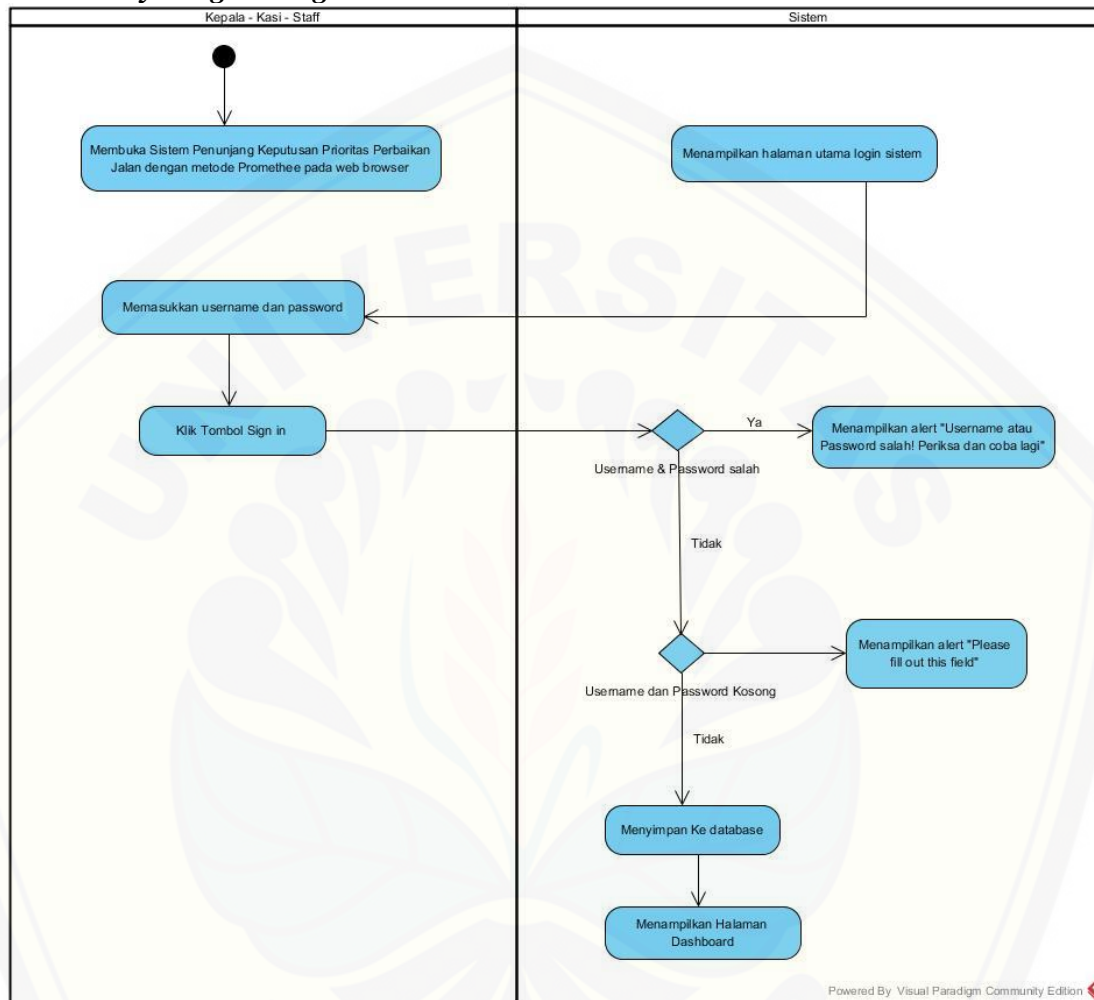 Kepala - Kasi - Staff
Sistem
Membuka Sistem Penunjang Keputusan Prioritas Perbaikan
Jalan dengan metode Promethee pada web browser
Menampilkan halaman utama login sistem
Memasukkan username dan password
Klik Tombol Sign in
Ya
Menampilkan alert "Username atau
Password salah! Periksa dan coba lagi"
Username & Password salah
Tidak
Menampilkan alert "Please
fill out this field"
Username dan Password Kosong
Tidak
Menyimpan Ke database
Menampilkan Halaman
Dashboard
UNIVERSITAS
Powered By Visual Paradigm Community Edition